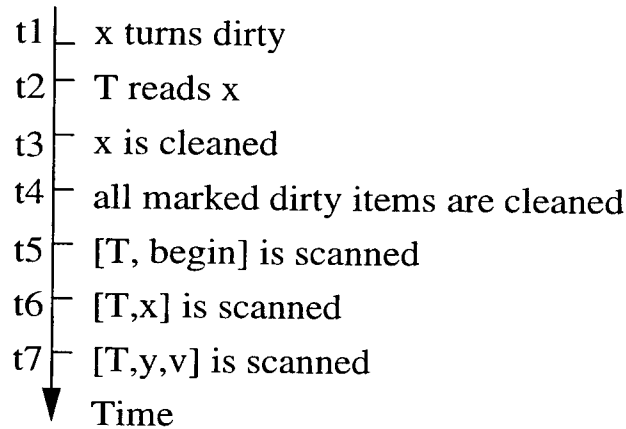 t1 x turns dirty
t2 T reads x
t3 x is cleaned
t4 all marked dirty items are cleaned
t5 [T, begin] is scanned
t6 [T,x] is scanned
t7 [T,y,v] is scanned
Time